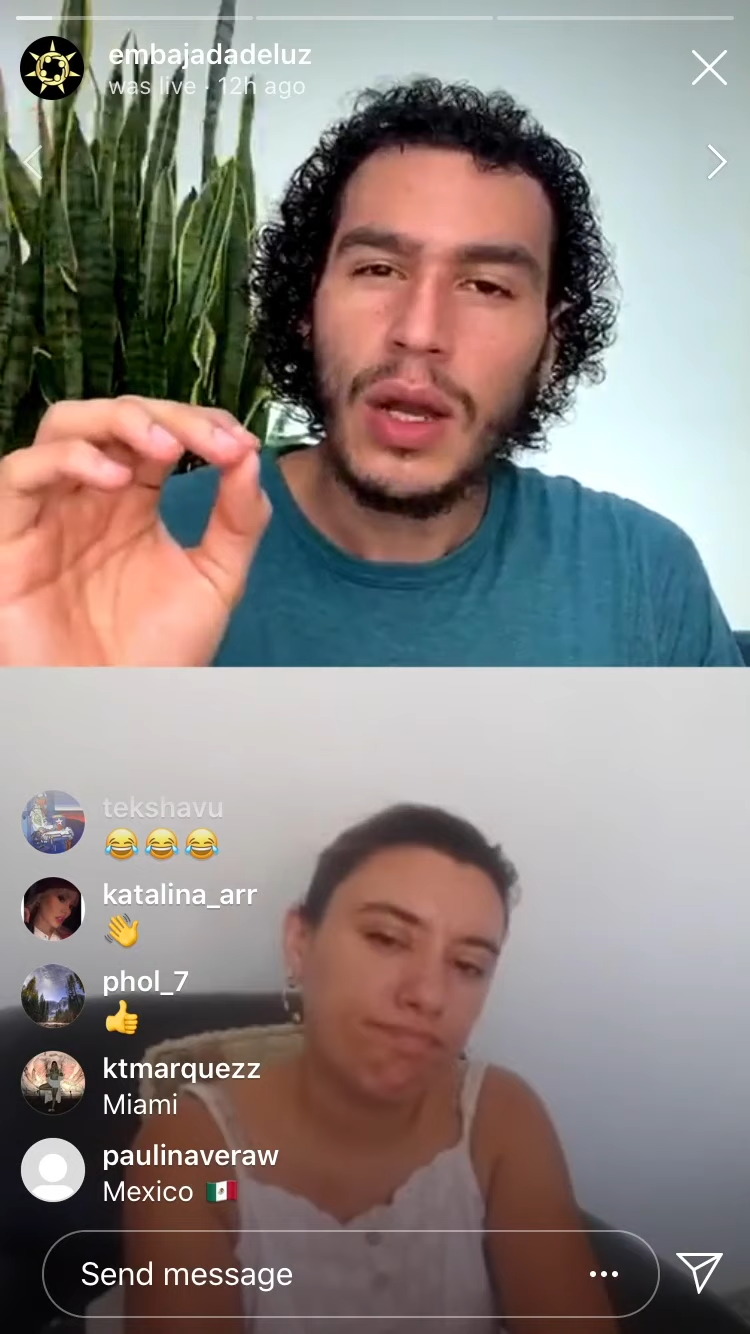 embajadadeluz
was live · 12h ago
tekshavu
😂😂😂
katalina_arr
👋
phol_7
👍
ktmarquezz
Miami
paulinaveraw
Mexico 🇲🇽
Send message